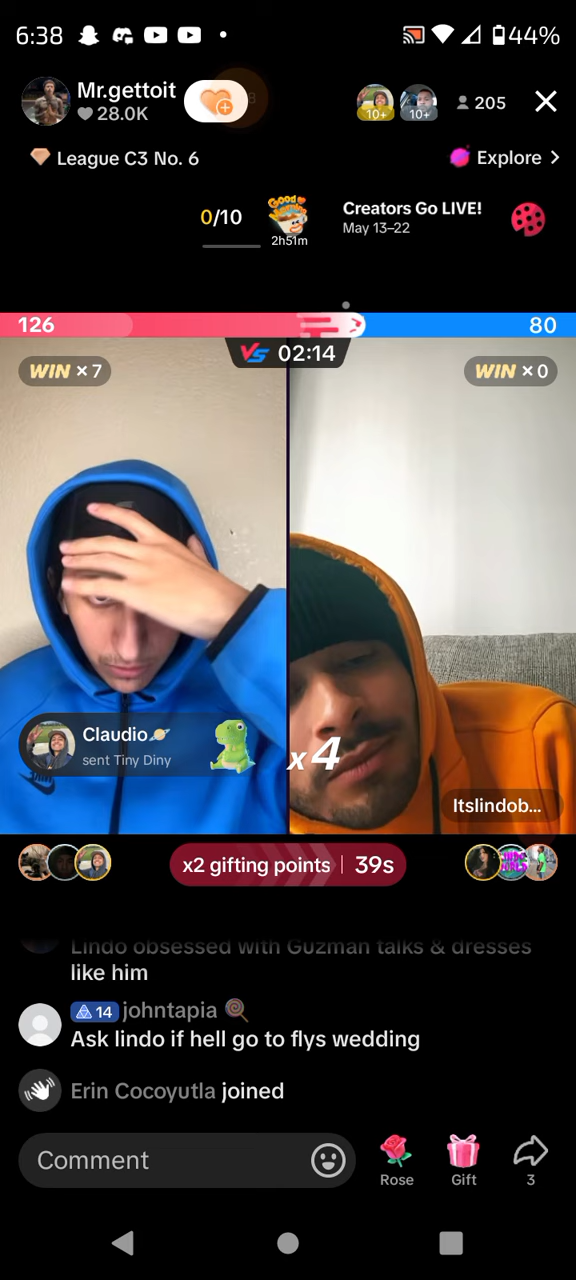 6:38
44%
Mr.gettoit
28.0K
10+
10+
205
League C3 No. 6
Explore
0/10
Good
2h51m
Creators Go LIVE!
May 13–22
126
80
VS 02:14
WIN × 7
WIN × 0
Claudio
sent Tiny Diny
x4
Itslindob...
x2 gifting points | 39s
Lindo obsessed with Guzman talks & dresses
like him
14 johntapia
Ask lindo if hell go to flys wedding
Erin Cocoyutla joined
Comment
Rose
Gift
3